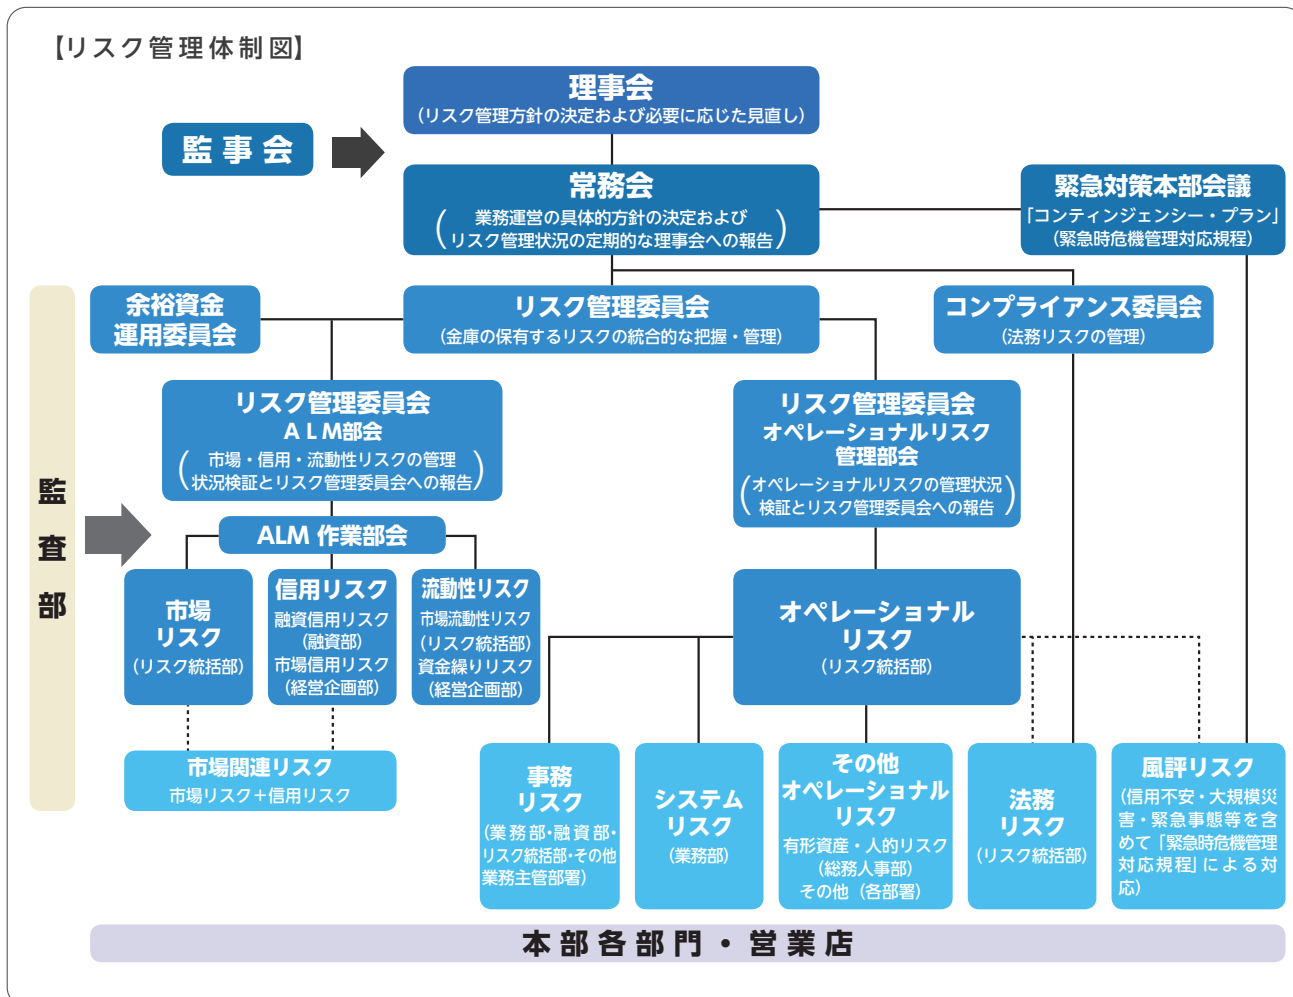 【リスク管理体制図】
理事会
(リスク管理方針の決定および必要に応じた見直し)
監事会
常務会
(業務運営の具体的方針の決定および
リスク管理状況の定期的な理事会への報告)
緊急対策本部会議
「コンティンジェンシー・プラン」
(緊急時危機管理対応規程)
余裕資金
運用委員会
リスク管理委員会
(金庫の保有するリスクの統合的な把握・管理)
コンプライアンス委員会
(法務リスクの管理)
リスク管理委員会
ALM部会
(市場・信用・流動性リスクの管理
状況検証とリスク管理委員会への報告)
リスク管理委員会
オペレーショナルリスク
管理部会
(オペレーショナルリスクの管理状況
検証とリスク管理委員会への報告)
監査部
ALM 作業部会
市場
リスク
(リスク統括部)
信用リスク
融資信用リスク
(融資部)
市場信用リスク
(経営企画部)
流動性リスク
市場流動性リスク
(リスク統括部)
資金繰りリスク
(経営企画部)
オペレーショナル
リスク
(リスク統括部)
市場関連リスク
市場リスク+信用リスク
事務
リスク
(業務部・融資部・
リスク統括部・その他
業務主管部署)
システム
リスク
(業務部)
その他
オペレーショナル
リスク
有形資産・人的リスク
(総務人事部)
その他(各部署)
法務
リスク
(リスク統括部)
風評リスク
(信用不安・大規模災
害・緊急事態等を含
めて「緊急時危機管理
対応規程」による対
応)
本部各部門・営業店